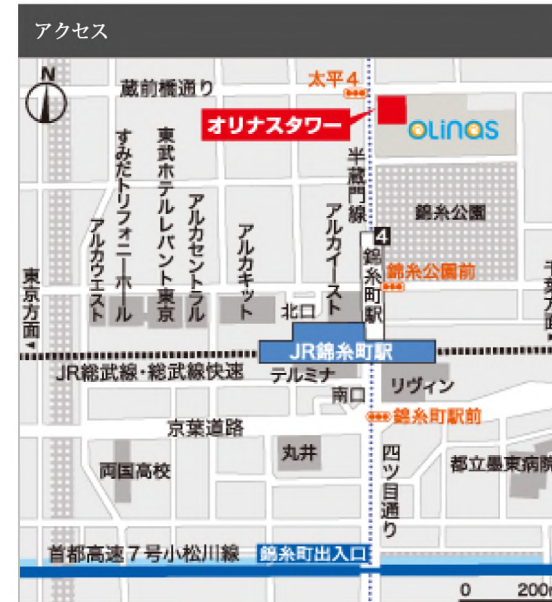 アクセス
N
蔵前橋通り
太平4
オリナスタワー
OLINAS
半蔵門線
錦糸公園
すみだトリフォニーホール
東武ホテルレバント東京
アルカセントラル
アルカウエスト
アルカキット
アルカイースト
4
錦糸町駅
錦糸公園前
東京方面
千葉方面
北口
JR錦糸町駅
JR総武線・総武線快速
テルミナ
南口
リヴィン
錦糸町駅前
京葉道路
丸井
両国高校
四ツ目通り
都立墨東病院
首都高速7号小松川線
錦糸町出入口
0 200m